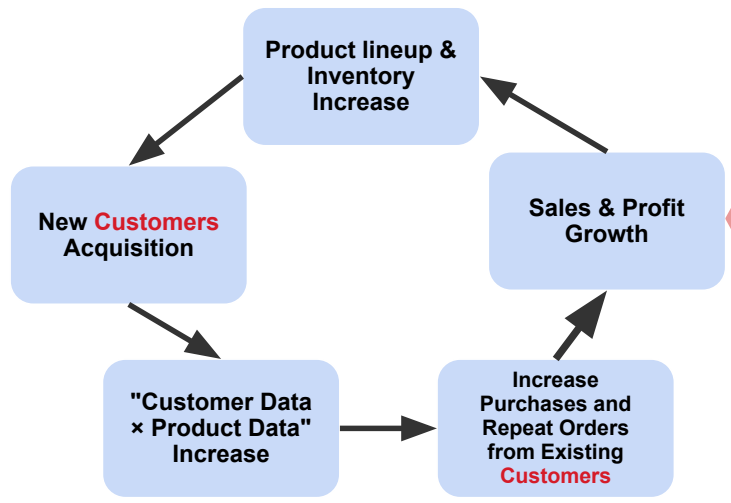 Product lineup &
Inventory
Increase
New Customers
Acquisition
Sales & Profit
Growth
"Customer Data
× Product Data"
Increase
Increase
Purchases and
Repeat Orders
from Existing
Customers